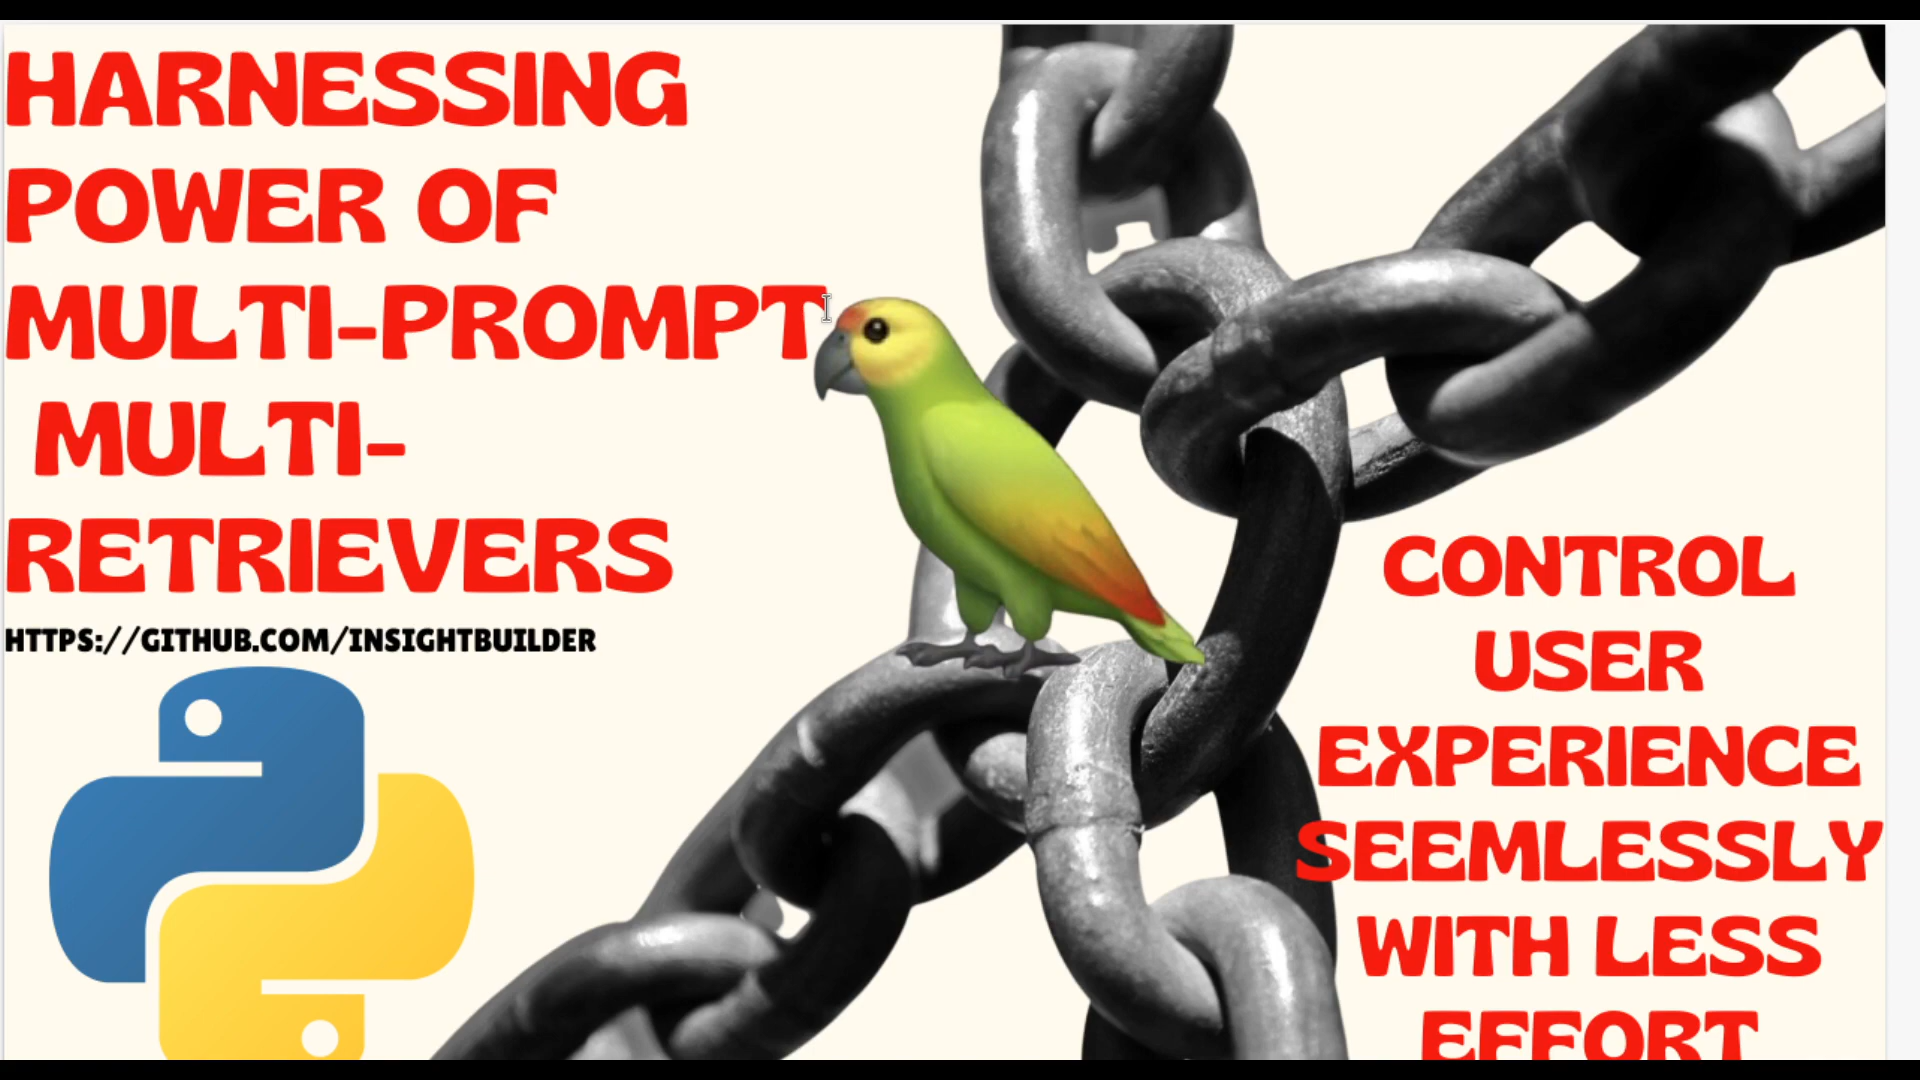 HARNESSING
POWER OF
MULTI-PROMPT
MULTI-
RETRIEVERS
HTTPS://GITHUB.COM/INSIGHTBUILDER
CONTROL
USER
EXPERIENCE
SEEMLESSLY
WITH LESS
EFFORT